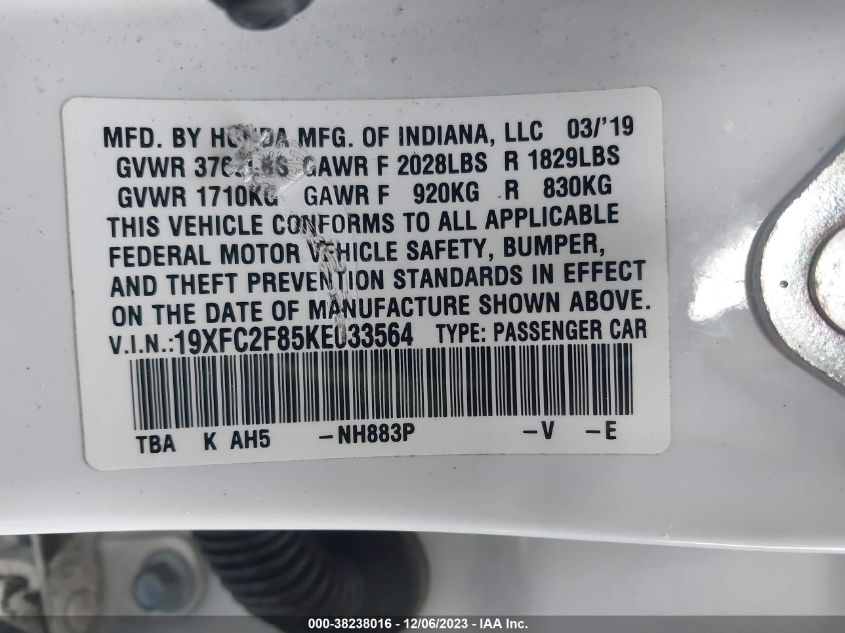 MFD. BY HONDA MFG. OF INDIANA, LLC 03/'19
GVWR 3762LBS GAWR F 2028LBS R 1829LBS
GVWR 1710KG GAWR F 920KG R 830KG
THIS VEHICLE CONFORMS TO ALL APPLICABLE
FEDERAL MOTOR VEHICLE SAFETY, BUMPER,
AND THEFT PREVENTION STANDARDS IN EFFECT
ON THE DATE OF MANUFACTURE SHOWN ABOVE.
V.I.N.:19XFC2F85KE033564 TYPE: PASSENGER CAR
TBA K AH5 -NH883P -V -E
000-38238016 - 12/06/2023 - IAA Inc.